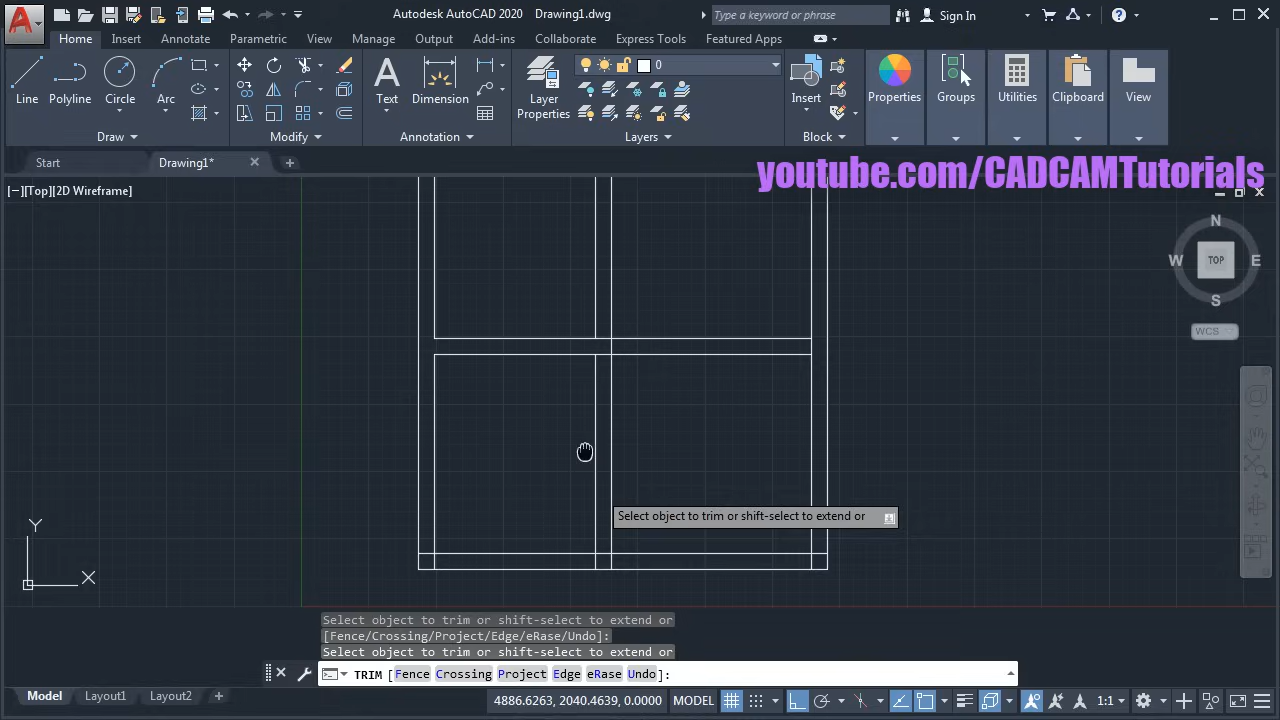 Autodesk AutoCAD 2020 Drawing1.dwg
Type a keyword or phrase
Sign In
Home Insert Annotate Parametric View Manage Output Add-ins Collaborate Express Tools Featured Apps
0
Line Polyline Circle Arc
Text Dimension
Layer Properties
Insert
Properties Groups Utilities Clipboard View
Draw Modify Annotation Layers Block
Start Drawing1*
youtube.com/CADCAMTutorials
[−][Top][2D Wireframe]
N
W TOP E
S
WCS
Select object to trim or shift-select to extend or
Y
X
Select object to trim or shift-select to extend or
[Fence/Crossing/Project/Edge/eRase/Undo]:
Select object to trim or shift-select to extend or
TRIM [Fence Crossing Project Edge eRase Undo]:
Model Layout1 Layout2
4886.6263, 2040.4639, 0.0000 MODEL 1:1